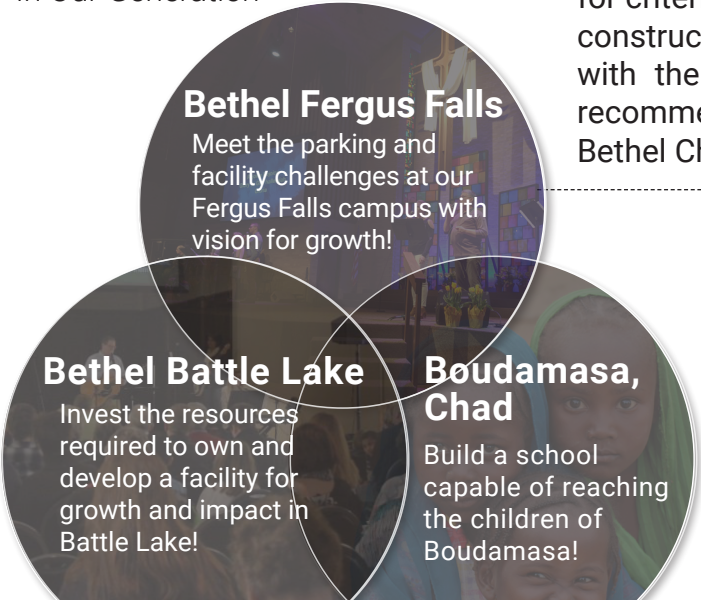 in Our Generation
for criter
construc
with the
recomme
Bethel Ch
Bethel Fergus Falls
Meet the parking and
facility challenges at our
Fergus Falls campus with
vision for growth!
Bethel Battle Lake
Invest the resources
required to own and
develop a facility for
growth and impact in
Battle Lake!
Boudamasa,
Chad
Build a school
capable of reaching
the children of
Boudamasa!